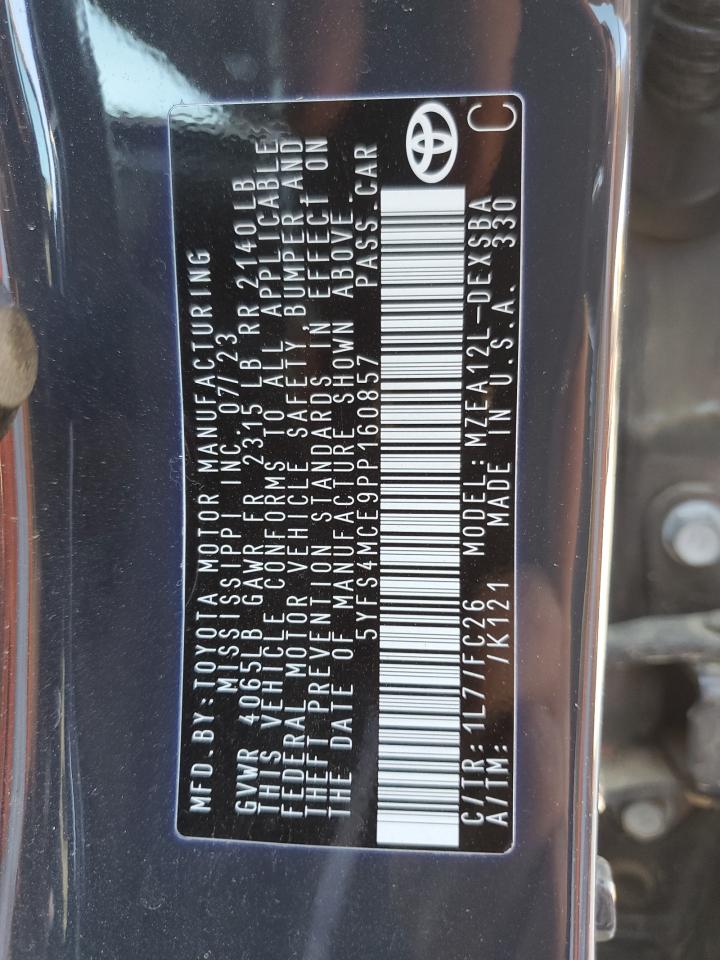 MFD.BY:TOYOTA MOTOR MANUFACTURING
MISSISSIPPI INC. 07/23
GVWR 4065LB GAWR FR 2315 LB RR 2140LB
THIS VEHICLE CONFORMS TO ALL APPLICABLE
FEDERAL MOTOR VEHICLE SAFETY, BUMPER AND
THEFT PREVENTION STANDARDS IN EFFECT ON
THE DATE OF MANUFACTURE SHOWN ABOVE.
5YFS4MCE9PP160857 PASS.CAR
C/TR:1L7/FC26 MODEL:MZEA12L-DEXSBA
A/TM: /K121 MADE IN U.S.A. 330
C